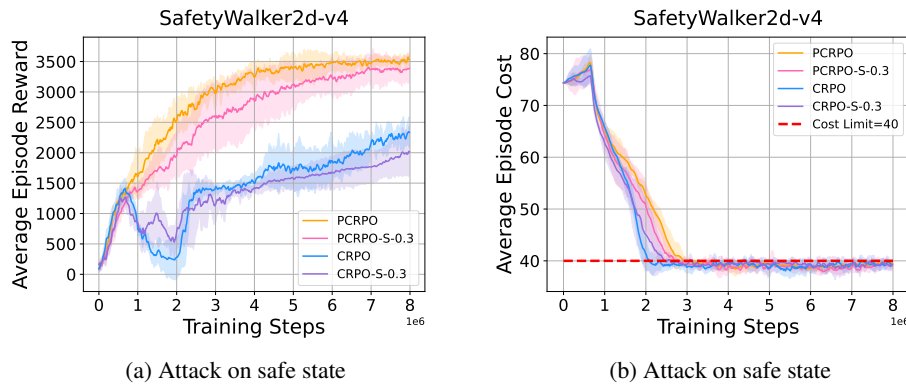 SafetyWalker2d-v4
Average Episode Reward
3500
3000
2500
2000
1500
1000
500
0
PCRPO
PCRPO-S-0.3
CRPO
CRPO-S-0.3
0 1 2 3 4 5 6 7 8
1e6
Training Steps
(a) Attack on safe state
SafetyWalker2d-v4
Average Episode Cost
80
70
60
50
40
PCRPO
PCRPO-S-0.3
CRPO
CRPO-S-0.3
Cost Limit=40
0 1 2 3 4 5 6 7 8
1e6
Training Steps
(b) Attack on safe state